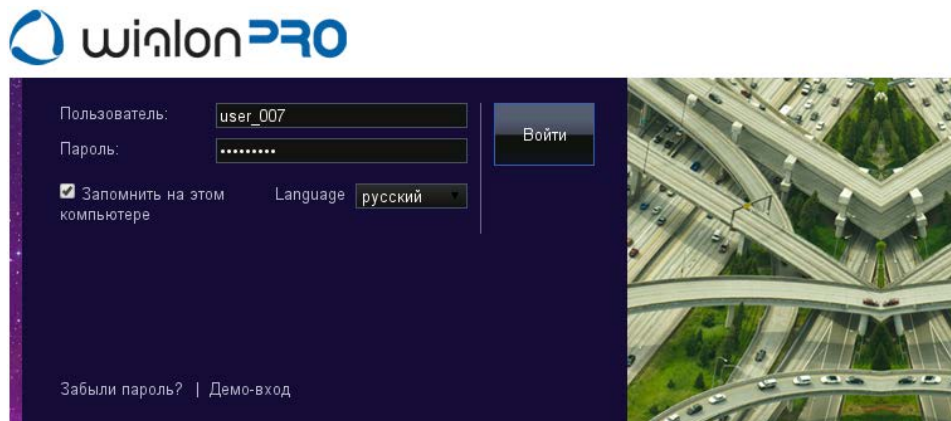 wialon PRO
Пользователь: user_007
Войти
Пароль: •••••••••
Запомнить на этом
компьютере
Language русский
Забыли пароль? | Демо-вход